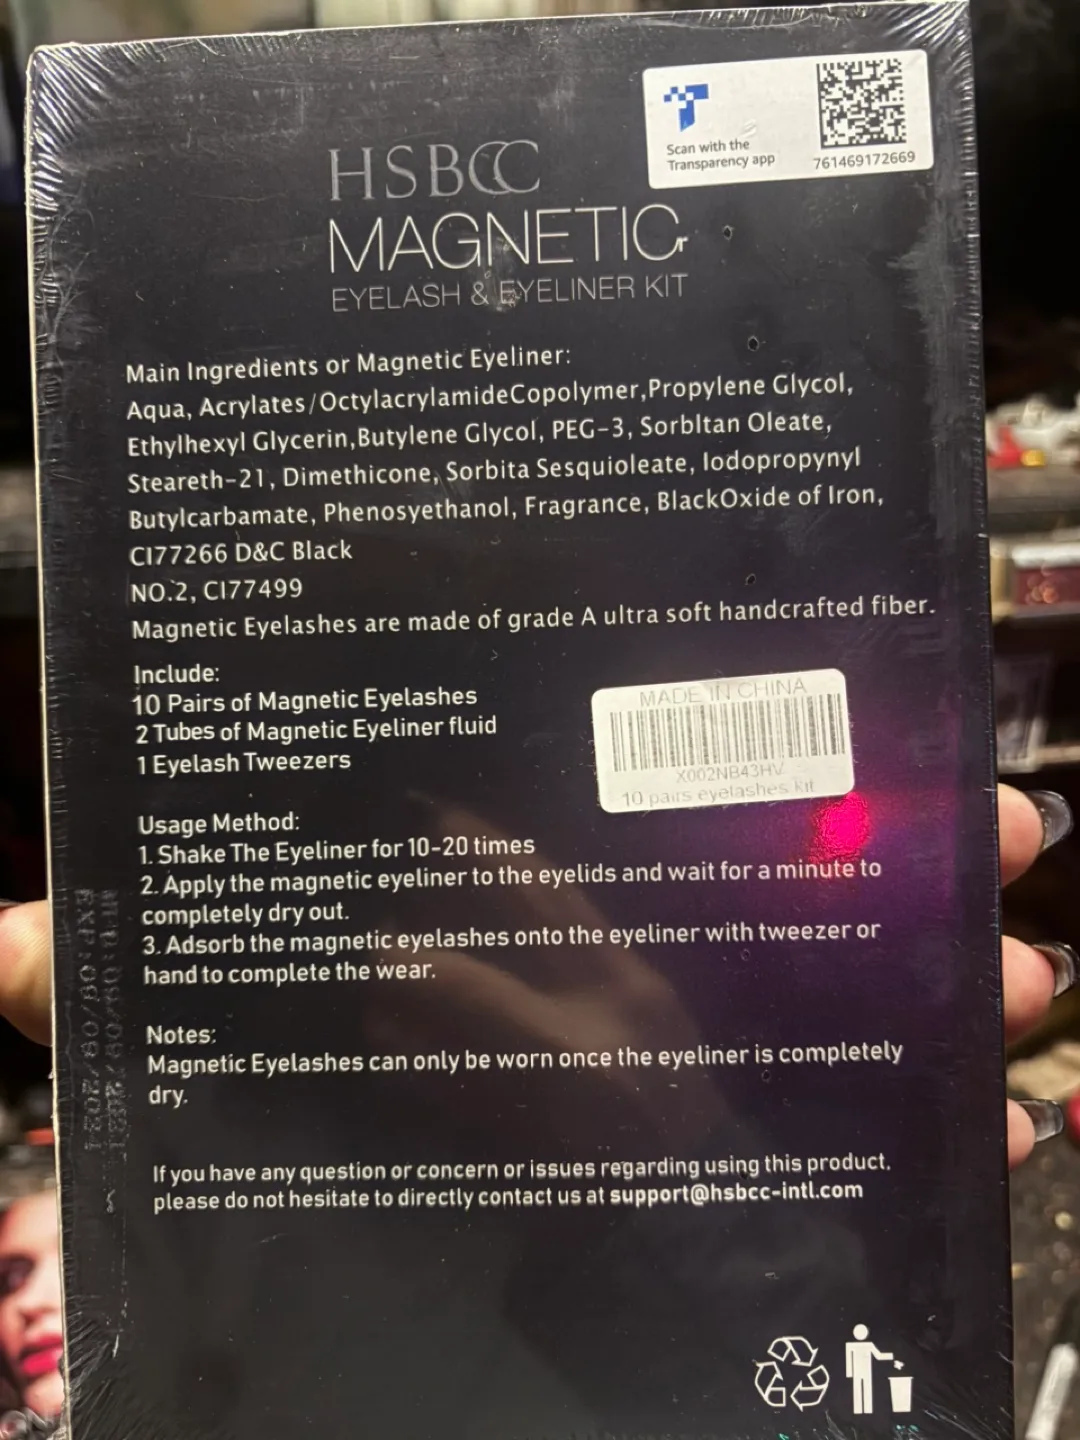 Scan with the
Transparency app
761469172669
HSBCC
MAGNETIC
EYELASH & EYELINER KIT
Main Ingredients or Magnetic Eyeliner:
Aqua, Acrylates/OctylacrylamideCopolymer,Propylene Glycol,
Ethylhexyl Glycerin,Butylene Glycol, PEG-3, Sorbltan Oleate,
Steareth-21, Dimethicone, Sorbita Sesquioleate, Iodopropynyl
Butylcarbamate, Phenosyethanol, Fragrance, BlackOxide of Iron,
CI77266 D&C Black
NO.2, CI77499
Magnetic Eyelashes are made of grade A ultra soft handcrafted fiber.
Include:
10 Pairs of Magnetic Eyelashes
2 Tubes of Magnetic Eyeliner fluid
1 Eyelash Tweezers
MADE IN CHINA
X002NB43HV
10 pairs eyelashes kit
Usage Method:
1. Shake The Eyeliner for 10-20 times
2. Apply the magnetic eyeliner to the eyelids and wait for a minute to
completely dry out.
3. Adsorb the magnetic eyelashes onto the eyeliner with tweezer or
hand to complete the wear.
Notes:
Magnetic Eyelashes can only be worn once the eyeliner is completely
dry.
If you have any question or concern or issues regarding using this product.
please do not hesitate to directly contact us at support@hsbcc-intl.com
EXP:08/08/2024